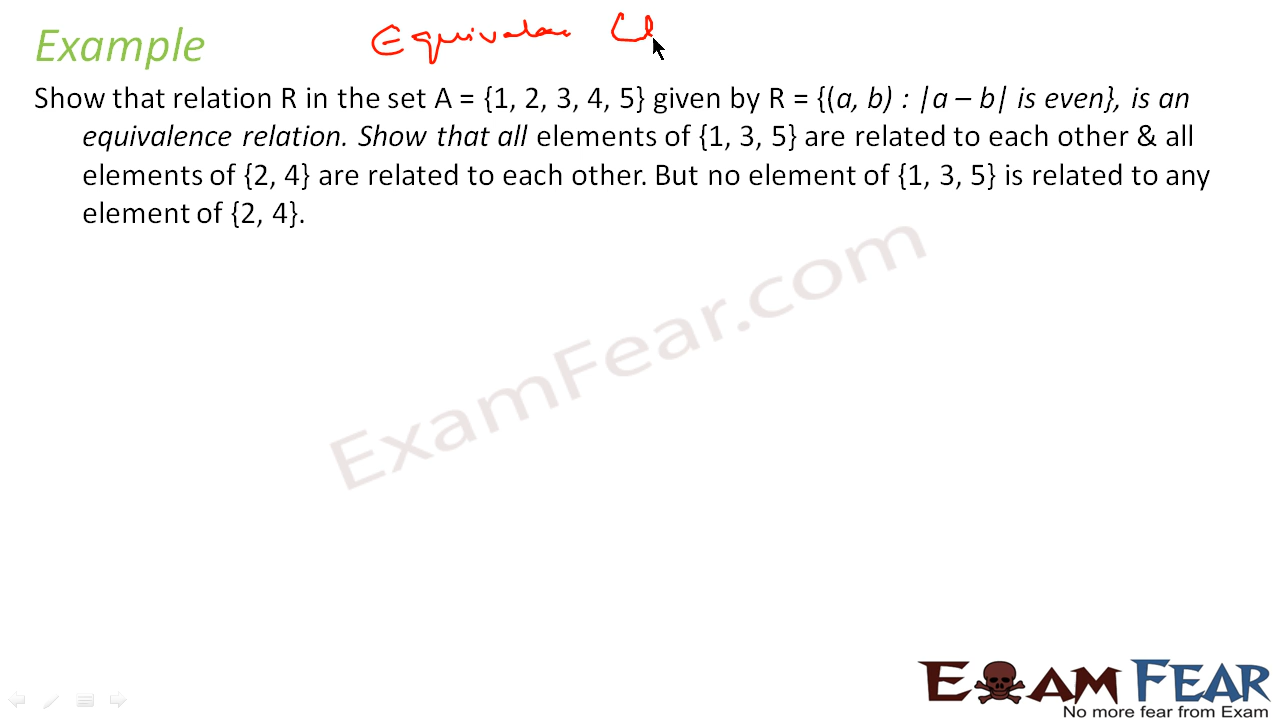 Example
Show that relation R in the set A = {1, 2, 3, 4, 5} given by R = {(a, b) : |a – b| is even}, is an
equivalence relation. Show that all elements of {1, 3, 5} are related to each other & all
elements of {2, 4} are related to each other. But no element of {1, 3, 5} is related to any
element of {2, 4}.
ExamFear.com
EXAM FEAR
No more fear from Exam